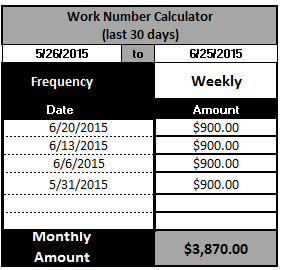 Work Number Calculator
(last 30 days)
5/26/2015 to 6/25/2015
Frequency Weekly
Date Amount
6/20/2015 $900.00
6/13/2015 $900.00
6/6/2015 $900.00
5/31/2015 $900.00
Monthly
Amount $3,870.00